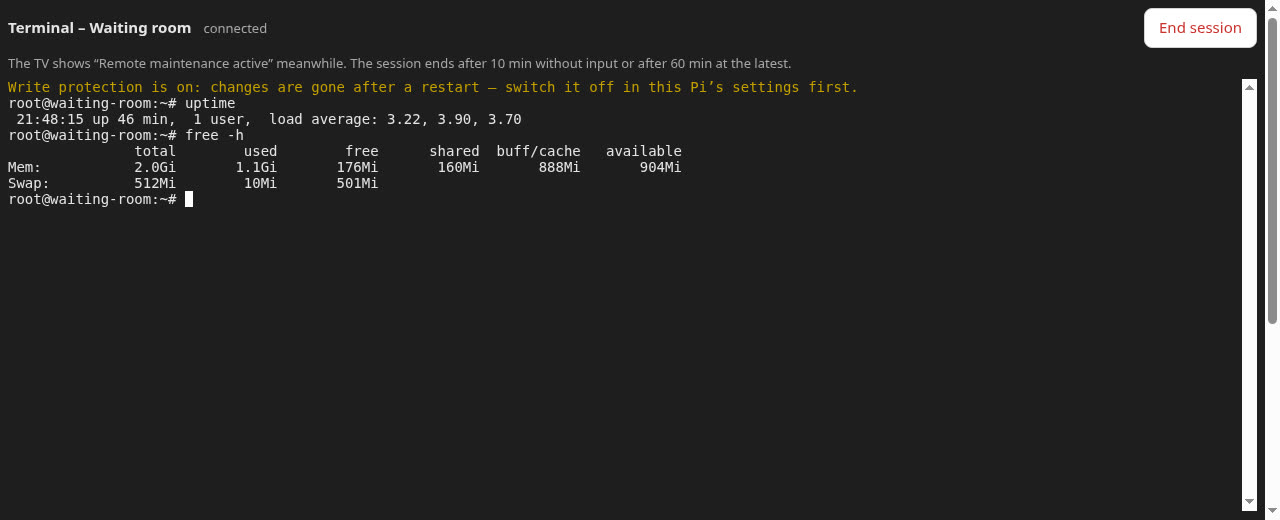 Terminal – Waiting room connected
End session
The TV shows “Remote maintenance active” meanwhile. The session ends after 10 min without input or after 60 min at the latest.
Write protection is on: changes are gone after a restart — switch it off in this Pi’s settings first.
root@waiting-room:~# uptime
 21:48:15 up 46 min,  1 user,  load average: 3.22, 3.90, 3.70
root@waiting-room:~# free -h
               total        used        free      shared  buff/cache   available
Mem:           2.0Gi       1.1Gi       176Mi       160Mi       888Mi       904Mi
Swap:          512Mi        10Mi       501Mi
root@waiting-room:~#